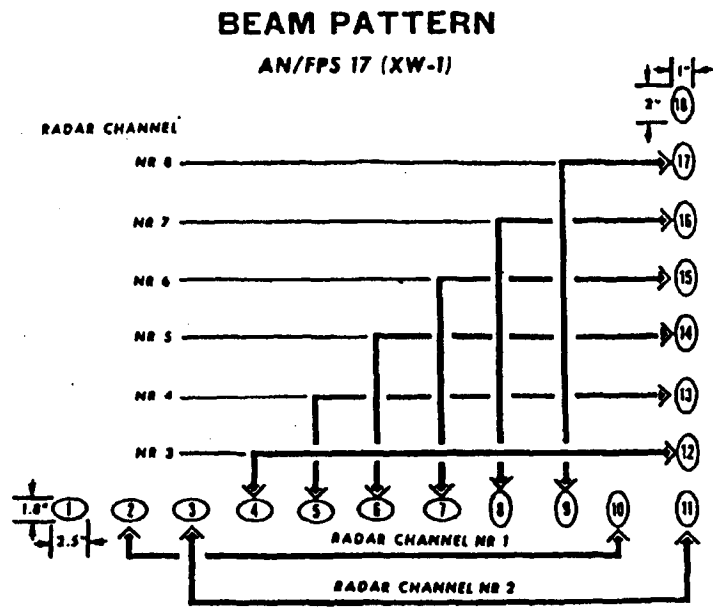 BEAM PATTERN
AN/FPS 17 (XW-1)
1"
2"
18
RADAR CHANNEL
NR 8
17
NR 7
16
NR 6
15
NR 5
14
NR 4
13
NR 3
12
1.8"
1 2 3 4 5 6 7 8 9 10 11
2.5"
RADAR CHANNEL NR 1
RADAR CHANNEL NR 2